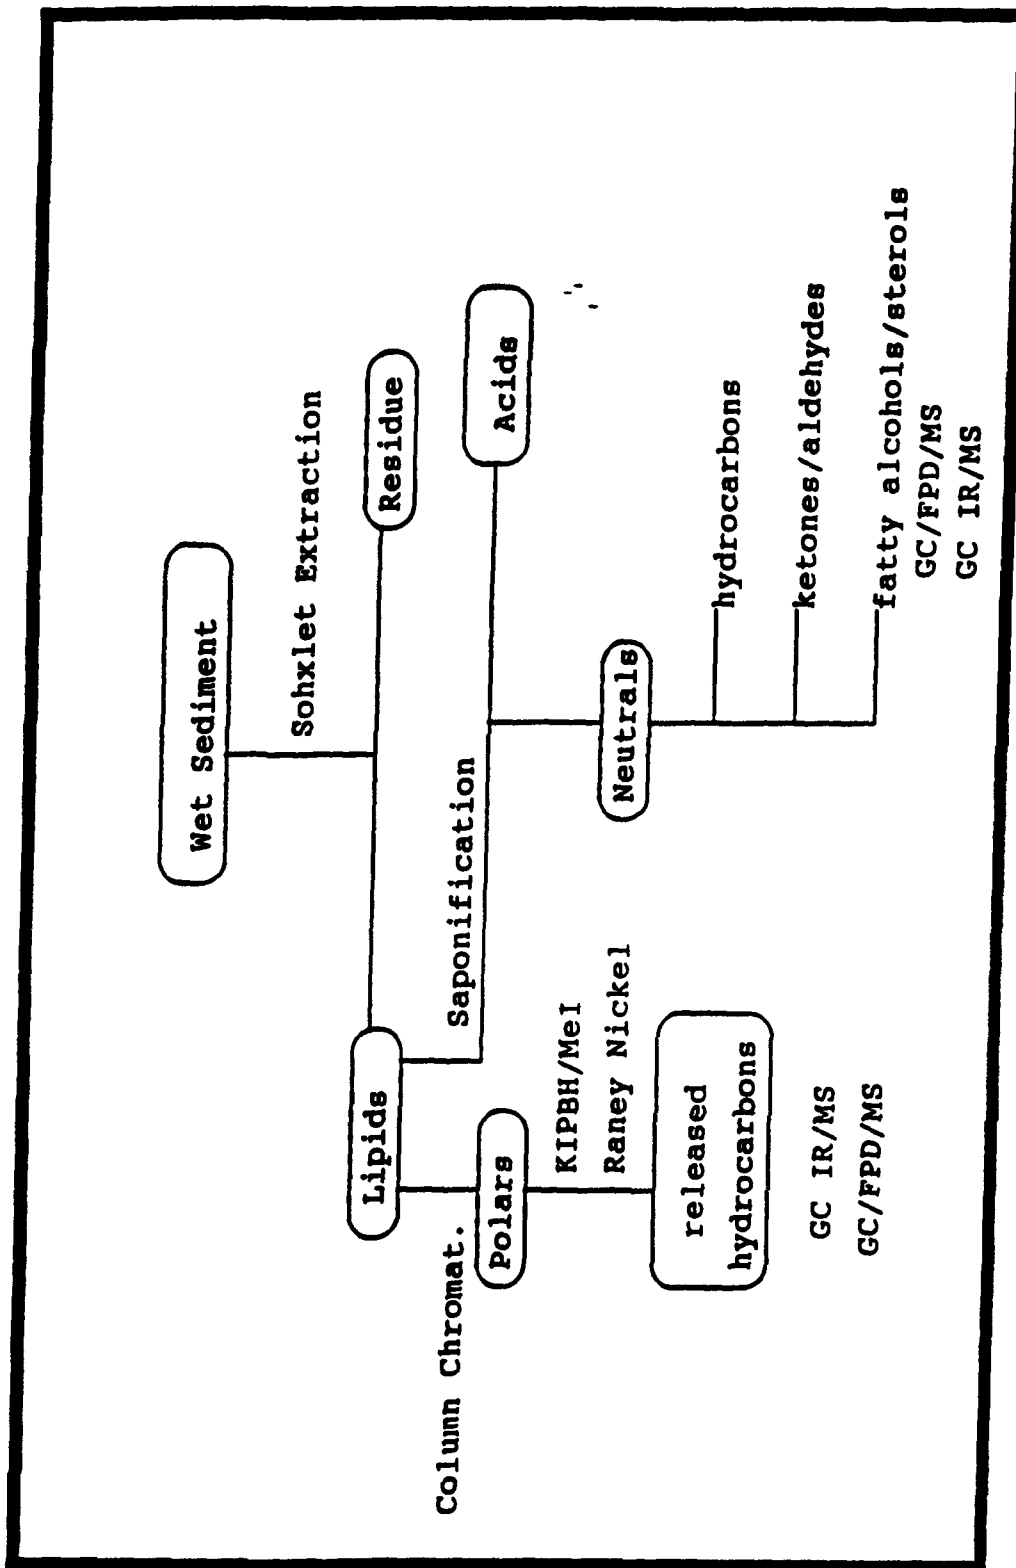 Wet Sediment
Sohxlet Extraction
Lipids
Residue
Column Chromat.
Saponification
Polars
Acids
KIPBH/MeI
Raney Nickel
Neutrals
released
hydrocarbons
hydrocarbons
ketones/aldehydes
fatty alcohols/sterols
GC IR/MS
GC/FPD/MS
GC/FPD/MS
GC IR/MS